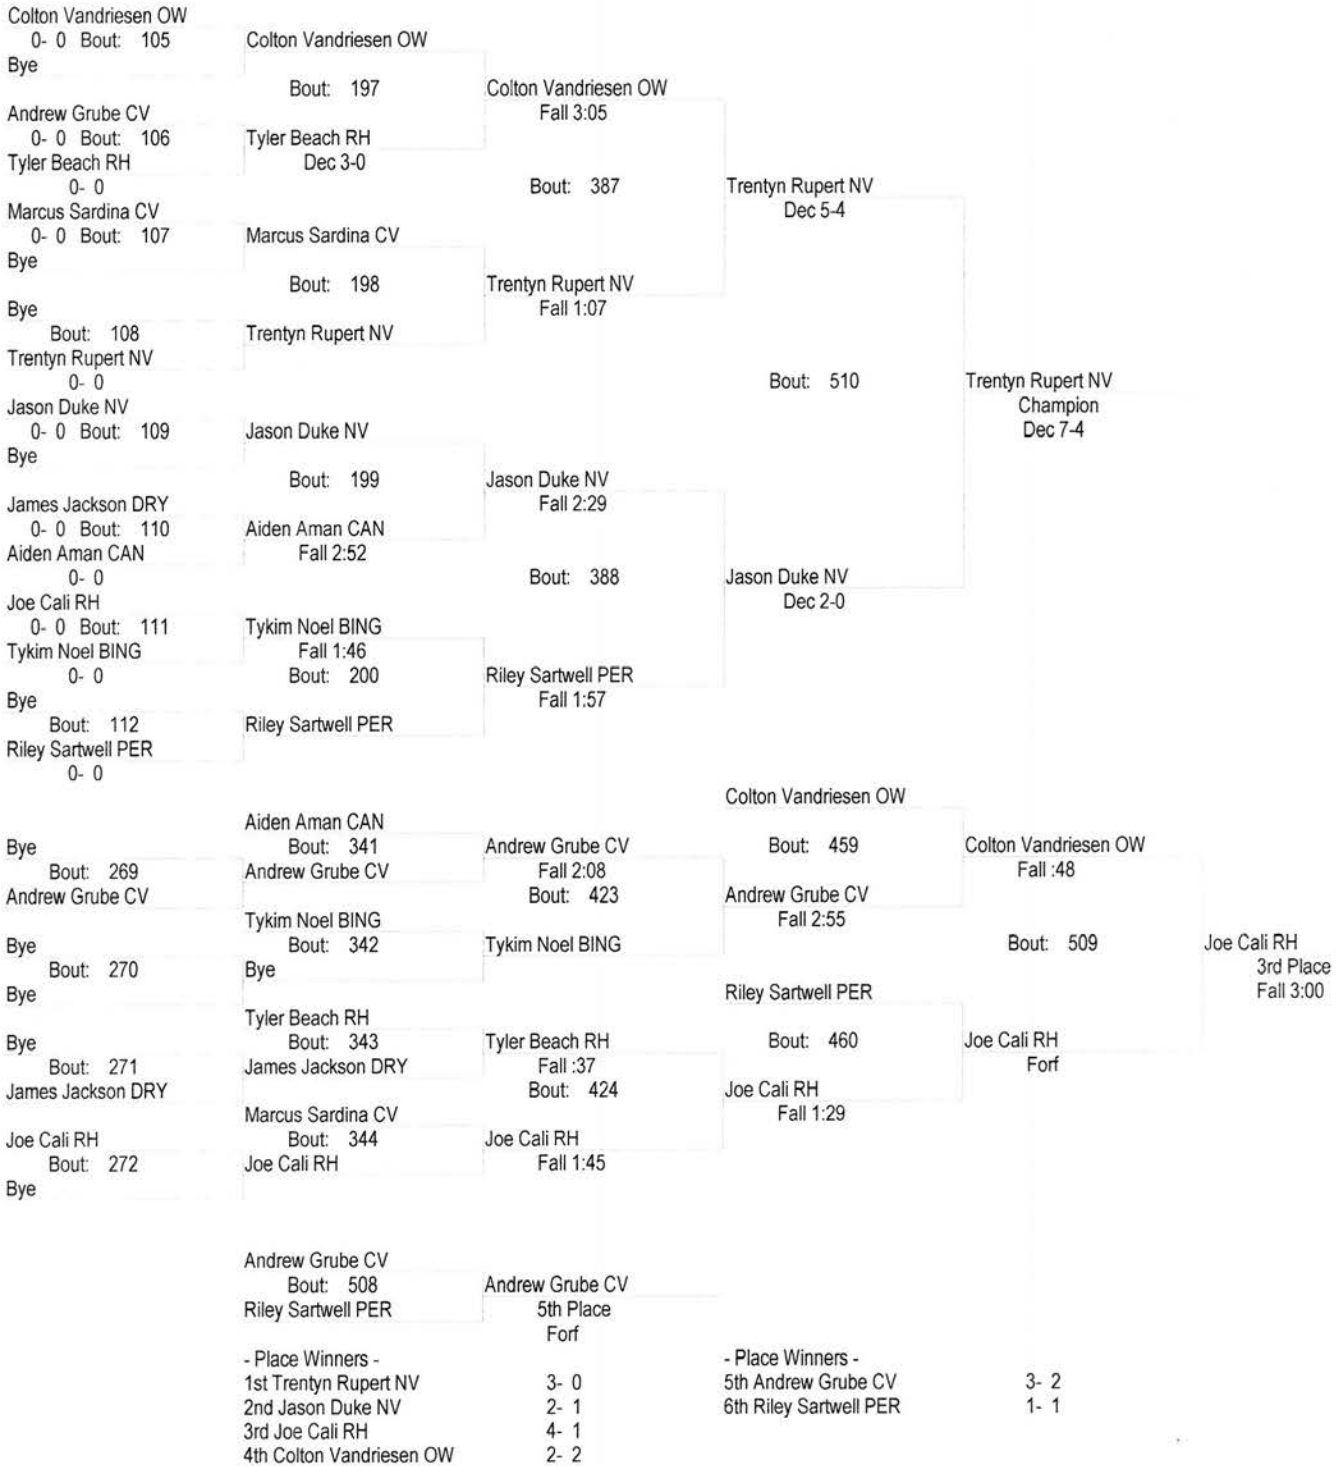 Colton Vandriesen OW
0- 0 Bout: 105 Colton Vandriesen OW
Bye
Bout: 197 Colton Vandriesen OW
Andrew Grube CV Fall 3:05
0- 0 Bout: 106 Tyler Beach RH
Tyler Beach RH Dec 3-0
0- 0 Bout: 387 Trentyn Rupert NV
Marcus Sardina CV Dec 5-4
0- 0 Bout: 107 Marcus Sardina CV
Bye
Bout: 198 Trentyn Rupert NV
Bye Fall 1:07
Bout: 108 Trentyn Rupert NV
Trentyn Rupert NV
0- 0 Bout: 510 Trentyn Rupert NV
Jason Duke NV Champion
0- 0 Bout: 109 Jason Duke NV Dec 7-4
Bye
Bout: 199 Jason Duke NV
James Jackson DRY Fall 2:29
0- 0 Bout: 110 Aiden Aman CAN
Aiden Aman CAN Fall 2:52
0- 0 Bout: 388 Jason Duke NV
Joe Cali RH Dec 2-0
0- 0 Bout: 111 Tykim Noel BING
Tykim Noel BING Fall 1:46
0- 0 Bout: 200 Riley Sartwell PER
Bye Fall 1:57
Bout: 112 Riley Sartwell PER
Riley Sartwell PER
0- 0
Colton Vandriesen OW
Aiden Aman CAN
Bye Bout: 341 Andrew Grube CV Bout: 459 Colton Vandriesen OW
Bout: 269 Andrew Grube CV Fall 2:08 Fall :48
Andrew Grube CV Bout: 423 Andrew Grube CV
Tykim Noel BING Fall 2:55
Bye Bout: 342 Tykim Noel BING Bout: 509 Joe Cali RH
Bout: 270 Bye 3rd Place
Bye Riley Sartwell PER Fall 3:00
Tyler Beach RH
Bye Bout: 343 Tyler Beach RH Bout: 460 Joe Cali RH
Bout: 271 James Jackson DRY Fall :37 Forf
James Jackson DRY Bout: 424 Joe Cali RH
Marcus Sardina CV Fall 1:29
Joe Cali RH Bout: 344 Joe Cali RH
Bout: 272 Joe Cali RH Fall 1:45
Bye
Andrew Grube CV
Bout: 508 Andrew Grube CV
Riley Sartwell PER 5th Place
Forf
- Place Winners - - Place Winners -
1st Trentyn Rupert NV 3- 0 5th Andrew Grube CV 3- 2
2nd Jason Duke NV 2- 1 6th Riley Sartwell PER 1- 1
3rd Joe Cali RH 4- 1
4th Colton Vandriesen OW 2- 2